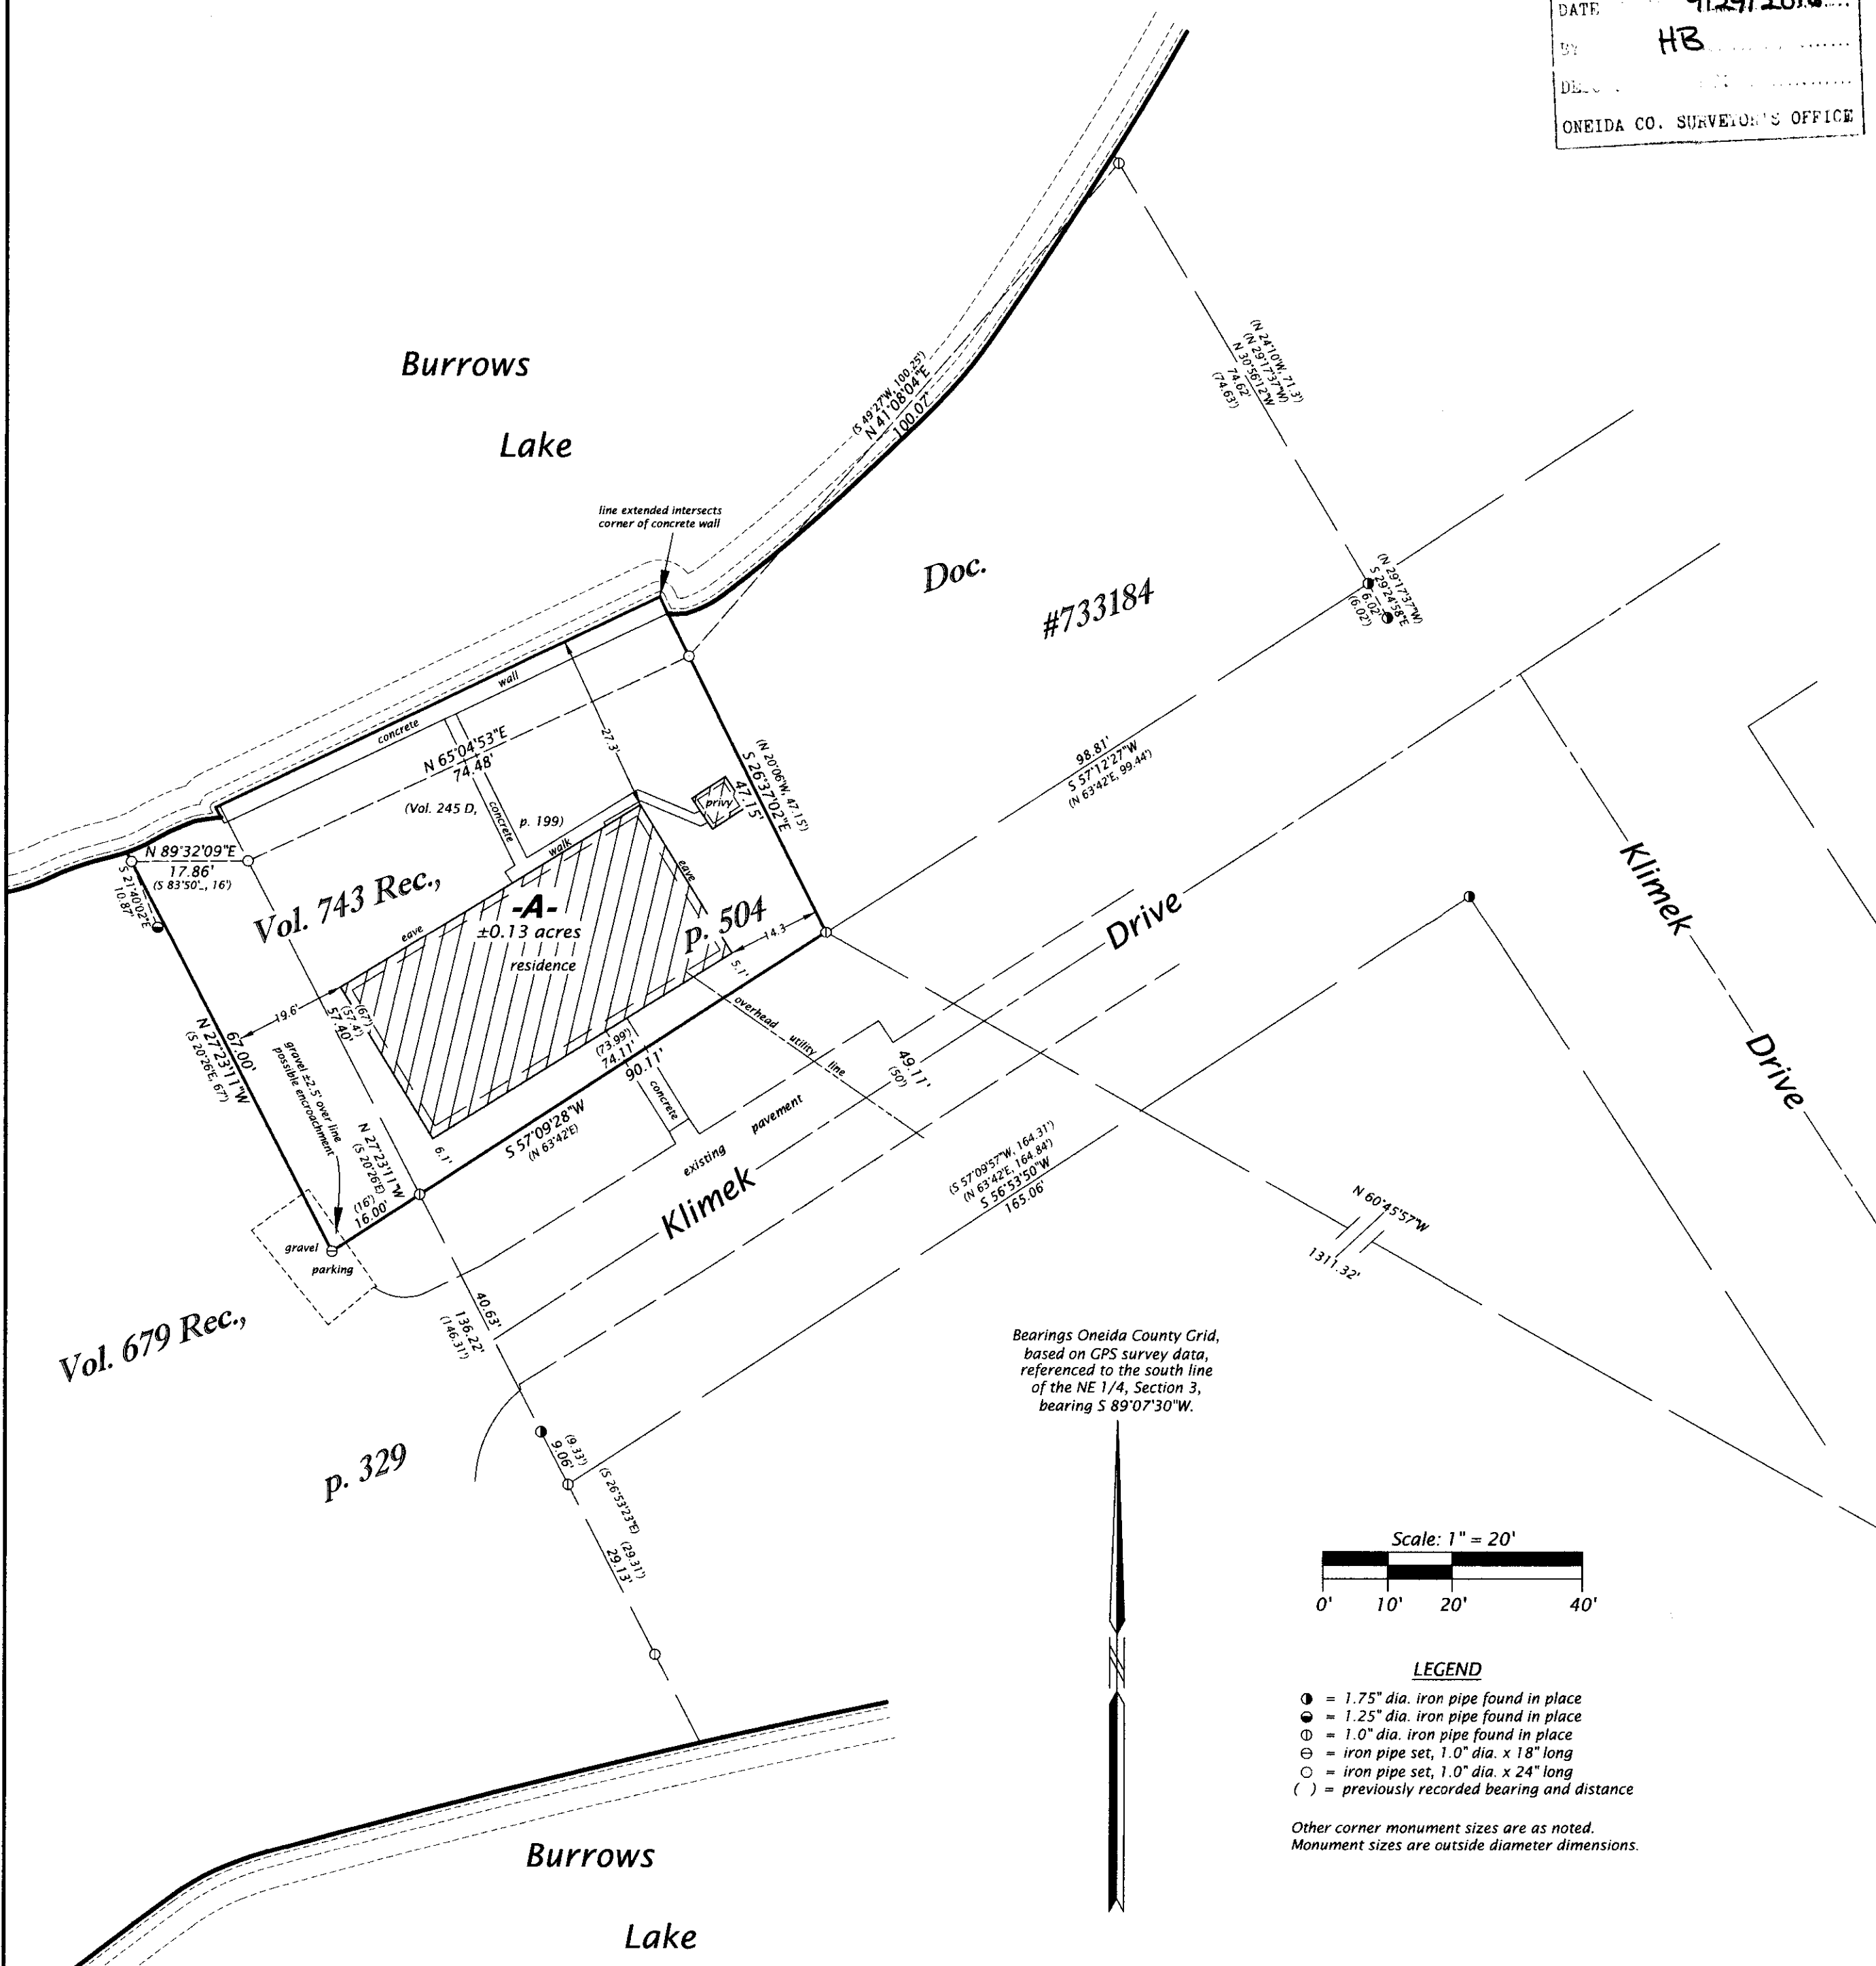 DATE
BY HB
ONEIDA CO. SURVEYOR'S OFFICE
Burrows
Lake
(S 49°27'W, 100.25')
N 41°08'04"E
100.07'
(N 24°10'W, 71.3')
(N 29°17'37"W)
N 30°56'12"W
74.62'
(74.63')
line extended intersects
corner of concrete wall
Doc.
#733184
(N 29°17'37"W)
S 29°24'58"E
6.02'
(6.02')
wall
concrete
N 65°04'53"E
74.48'
(Vol. 245 D, p. 199)
concrete
walk
27.3'
privy
(N 20°06'W, 47.15')
S 26°37'02"E
47.15'
98.81'
S 57°12'27"W
(N 63°42'E, 99.44')
N 89°32'09"E
17.86'
(S 83°50'_, 16')
S 21°40'02"E
10.87'
Vol. 743 Rec.,
p. 504
-A-
±0.13 acres
residence
eave
eave
14.3
5.1'
19.6'
(67')
(57.4')
57.40'
67.00'
N 27°23'11"W
(S 20°26'E, 67')
gravel ±2.5' over line
possible encroachment
N 27°23'11"W
(S 20°26'E)
(16')
16.00'
6.1'
(73.99')
74.11'
90.11'
S 57°09'28"W
(N 63°42'E)
concrete
overhead utility line
49.11'
(50')
existing pavement
Klimek Drive
Klimek
Drive
gravel
parking
(S 57°09'57"W, 164.31')
(N 63°42'E, 164.84')
S 56°53'50"W
165.06'
N 60°45'57"W
1311.32'
40.63'
136.22'
(146.31')
Vol. 679 Rec.,
p. 329
(9.33')
9.06'
(S 26°53'23"E)
(29.31')
29.13'
Bearings Oneida County Grid,
based on GPS survey data,
referenced to the south line
of the NE 1/4, Section 3,
bearing S 89°07'30"W.
N
Scale: 1" = 20'
0' 10' 20' 40'
LEGEND
= 1.75" dia. iron pipe found in place
= 1.25" dia. iron pipe found in place
= 1.0" dia. iron pipe found in place
= iron pipe set, 1.0" dia. x 18" long
= iron pipe set, 1.0" dia. x 24" long
( ) = previously recorded bearing and distance
Other corner monument sizes are as noted.
Monument sizes are outside diameter dimensions.
Burrows
Lake